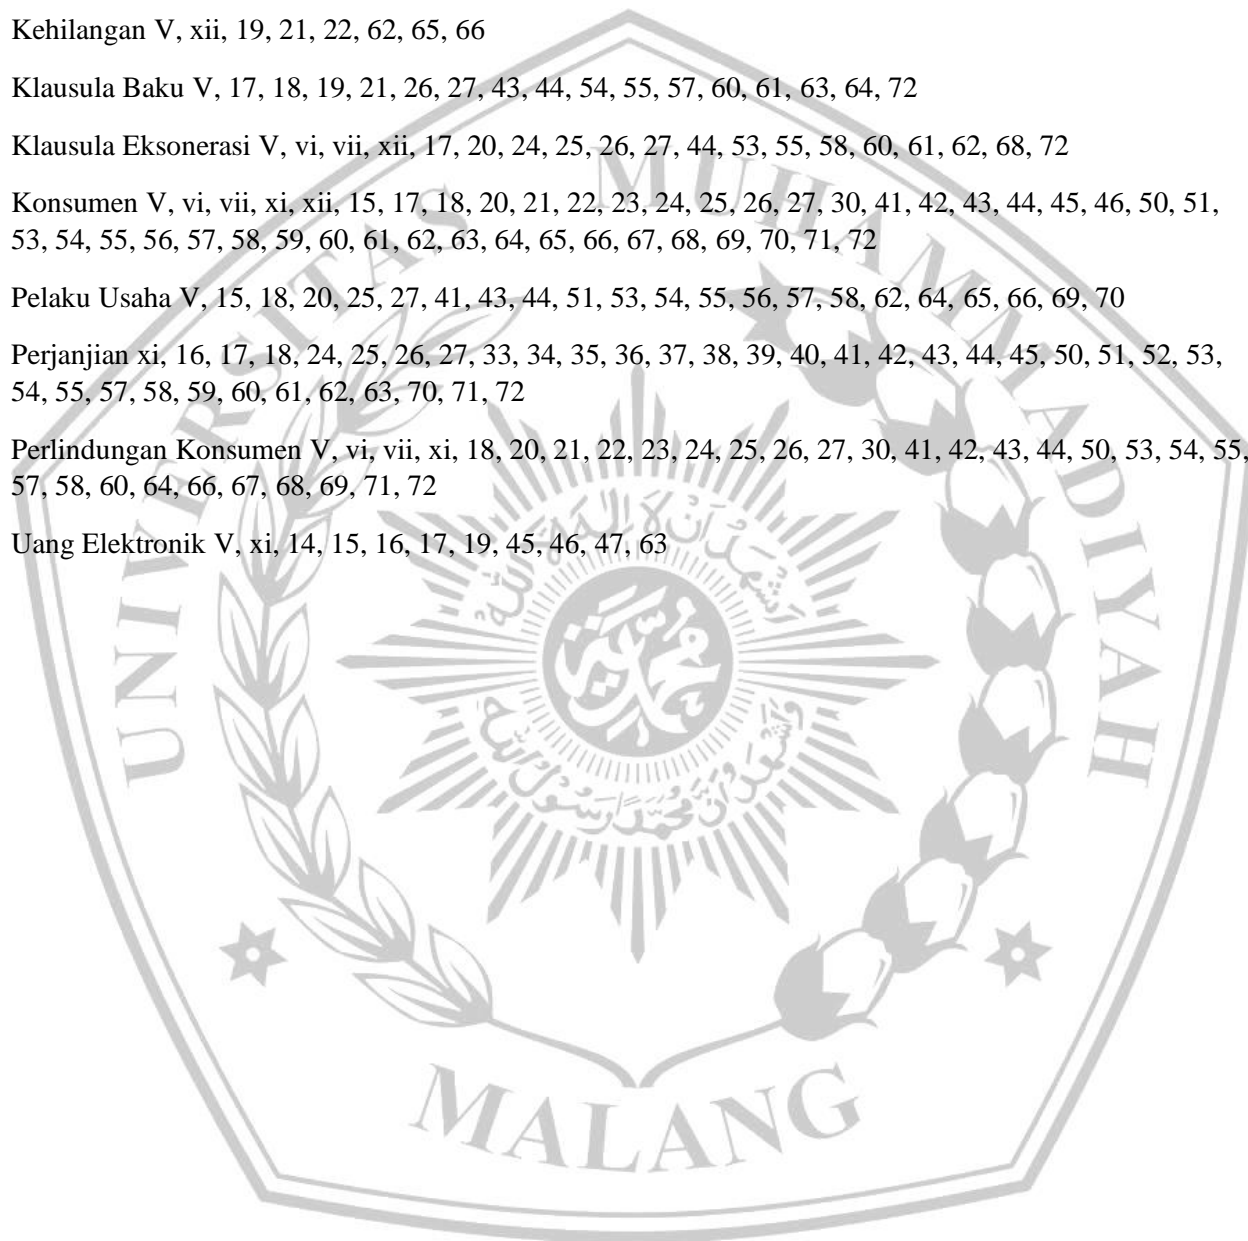 Kehilangan V, xii, 19, 21, 22, 62, 65, 66
Klausula Baku V, 17, 18, 19, 21, 26, 27, 43, 44, 54, 55, 57, 60, 61, 63, 64, 72
Klausula Eksonerasi V, vi, vii, xii, 17, 20, 24, 25, 26, 27, 44, 53, 55, 58, 60, 61, 62, 68, 72
Konsumen V, vi, vii, xi, xii, 15, 17, 18, 20, 21, 22, 23, 24, 25, 26, 27, 30, 41, 42, 43, 44, 45, 46, 50, 51,
53, 54, 55, 56, 57, 58, 59, 60, 61, 62, 63, 64, 65, 66, 67, 68, 69, 70, 71, 72
Pelaku Usaha V, 15, 18, 20, 25, 27, 41, 43, 44, 51, 53, 54, 55, 56, 57, 58, 62, 64, 65, 66, 69, 70
Perjanjian xi, 16, 17, 18, 24, 25, 26, 27, 33, 34, 35, 36, 37, 38, 39, 40, 41, 42, 43, 44, 45, 50, 51, 52, 53,
54, 55, 57, 58, 59, 60, 61, 62, 63, 70, 71, 72
Perlindungan Konsumen V, vi, vii, xi, 18, 20, 21, 22, 23, 24, 25, 26, 27, 30, 41, 42, 43, 44, 50, 53, 54, 55,
57, 58, 60, 64, 66, 67, 68, 69, 71, 72
Uang Elektronik V, xi, 14, 15, 16, 17, 19, 45, 46, 47, 63
UNIVERSITAS MUHAMMADIYAH
MALANG